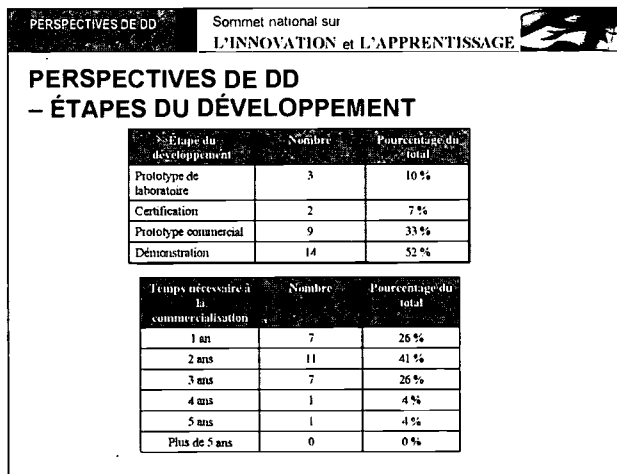 PERSPECTIVES DE DD
Sommet national sur
L'INNOVATION et L'APPRENTISSAGE
PERSPECTIVES DE DD
– ÉTAPES DU DÉVELOPPEMENT
Étape du développement Nombre Pourcentage du total
Prototype de laboratoire 3 10 %
Certification 2 7 %
Prototype commercial 9 33 %
Démonstration 14 52 %
Temps nécessaire à la commercialisation Nombre Pourcentage du total
1 an 7 26 %
2 ans 11 41 %
3 ans 7 26 %
4 ans 1 4 %
5 ans 1 4 %
Plus de 5 ans 0 0 %